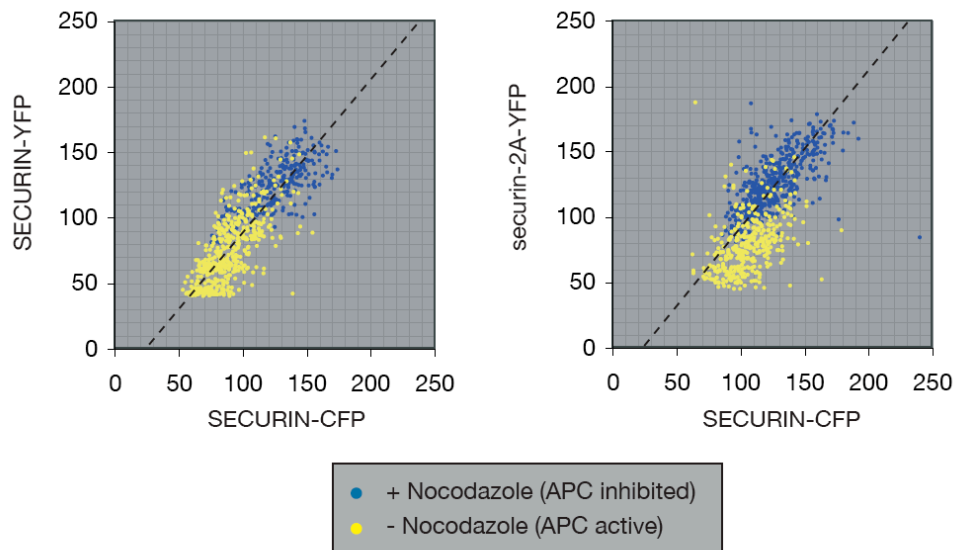 SECURIN-YFP
250
200
150
100
50
0
0 50 100 150 200 250
SECURIN-CFP
securin-2A-YFP
250
200
150
100
50
0
0 50 100 150 200 250
SECURIN-CFP
+ Nocodazole (APC inhibited)
- Nocodazole (APC active)